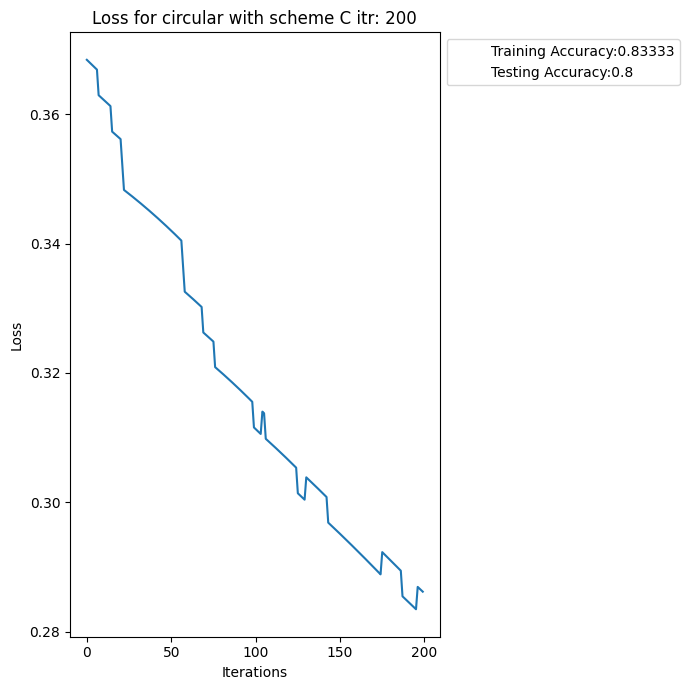 Loss for circular with scheme C itr: 200
Training Accuracy:0.83333
Testing Accuracy:0.8
0.36
0.34
0.32
0.30
0.28
Loss
0
50
100
150
200
Iterations